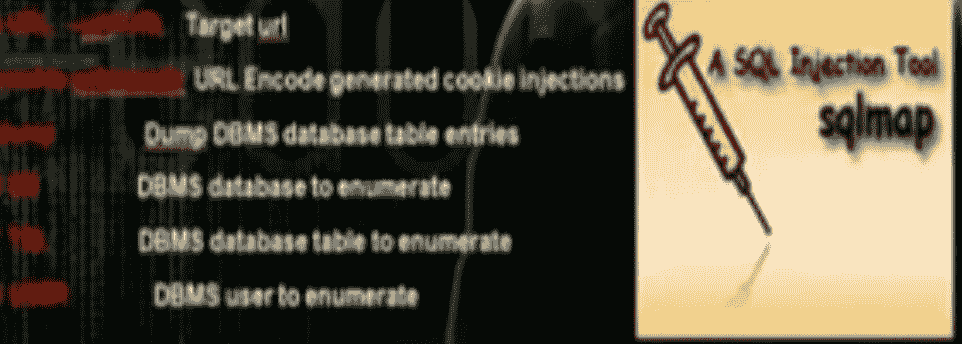 Target url
URL Encode generated cookie injections
Dump DBMS database table entries
DBMS database to enumerate
DBMS database table to enumerate
DBMS user to enumerate
A SQL Injection Tool
sqlmap